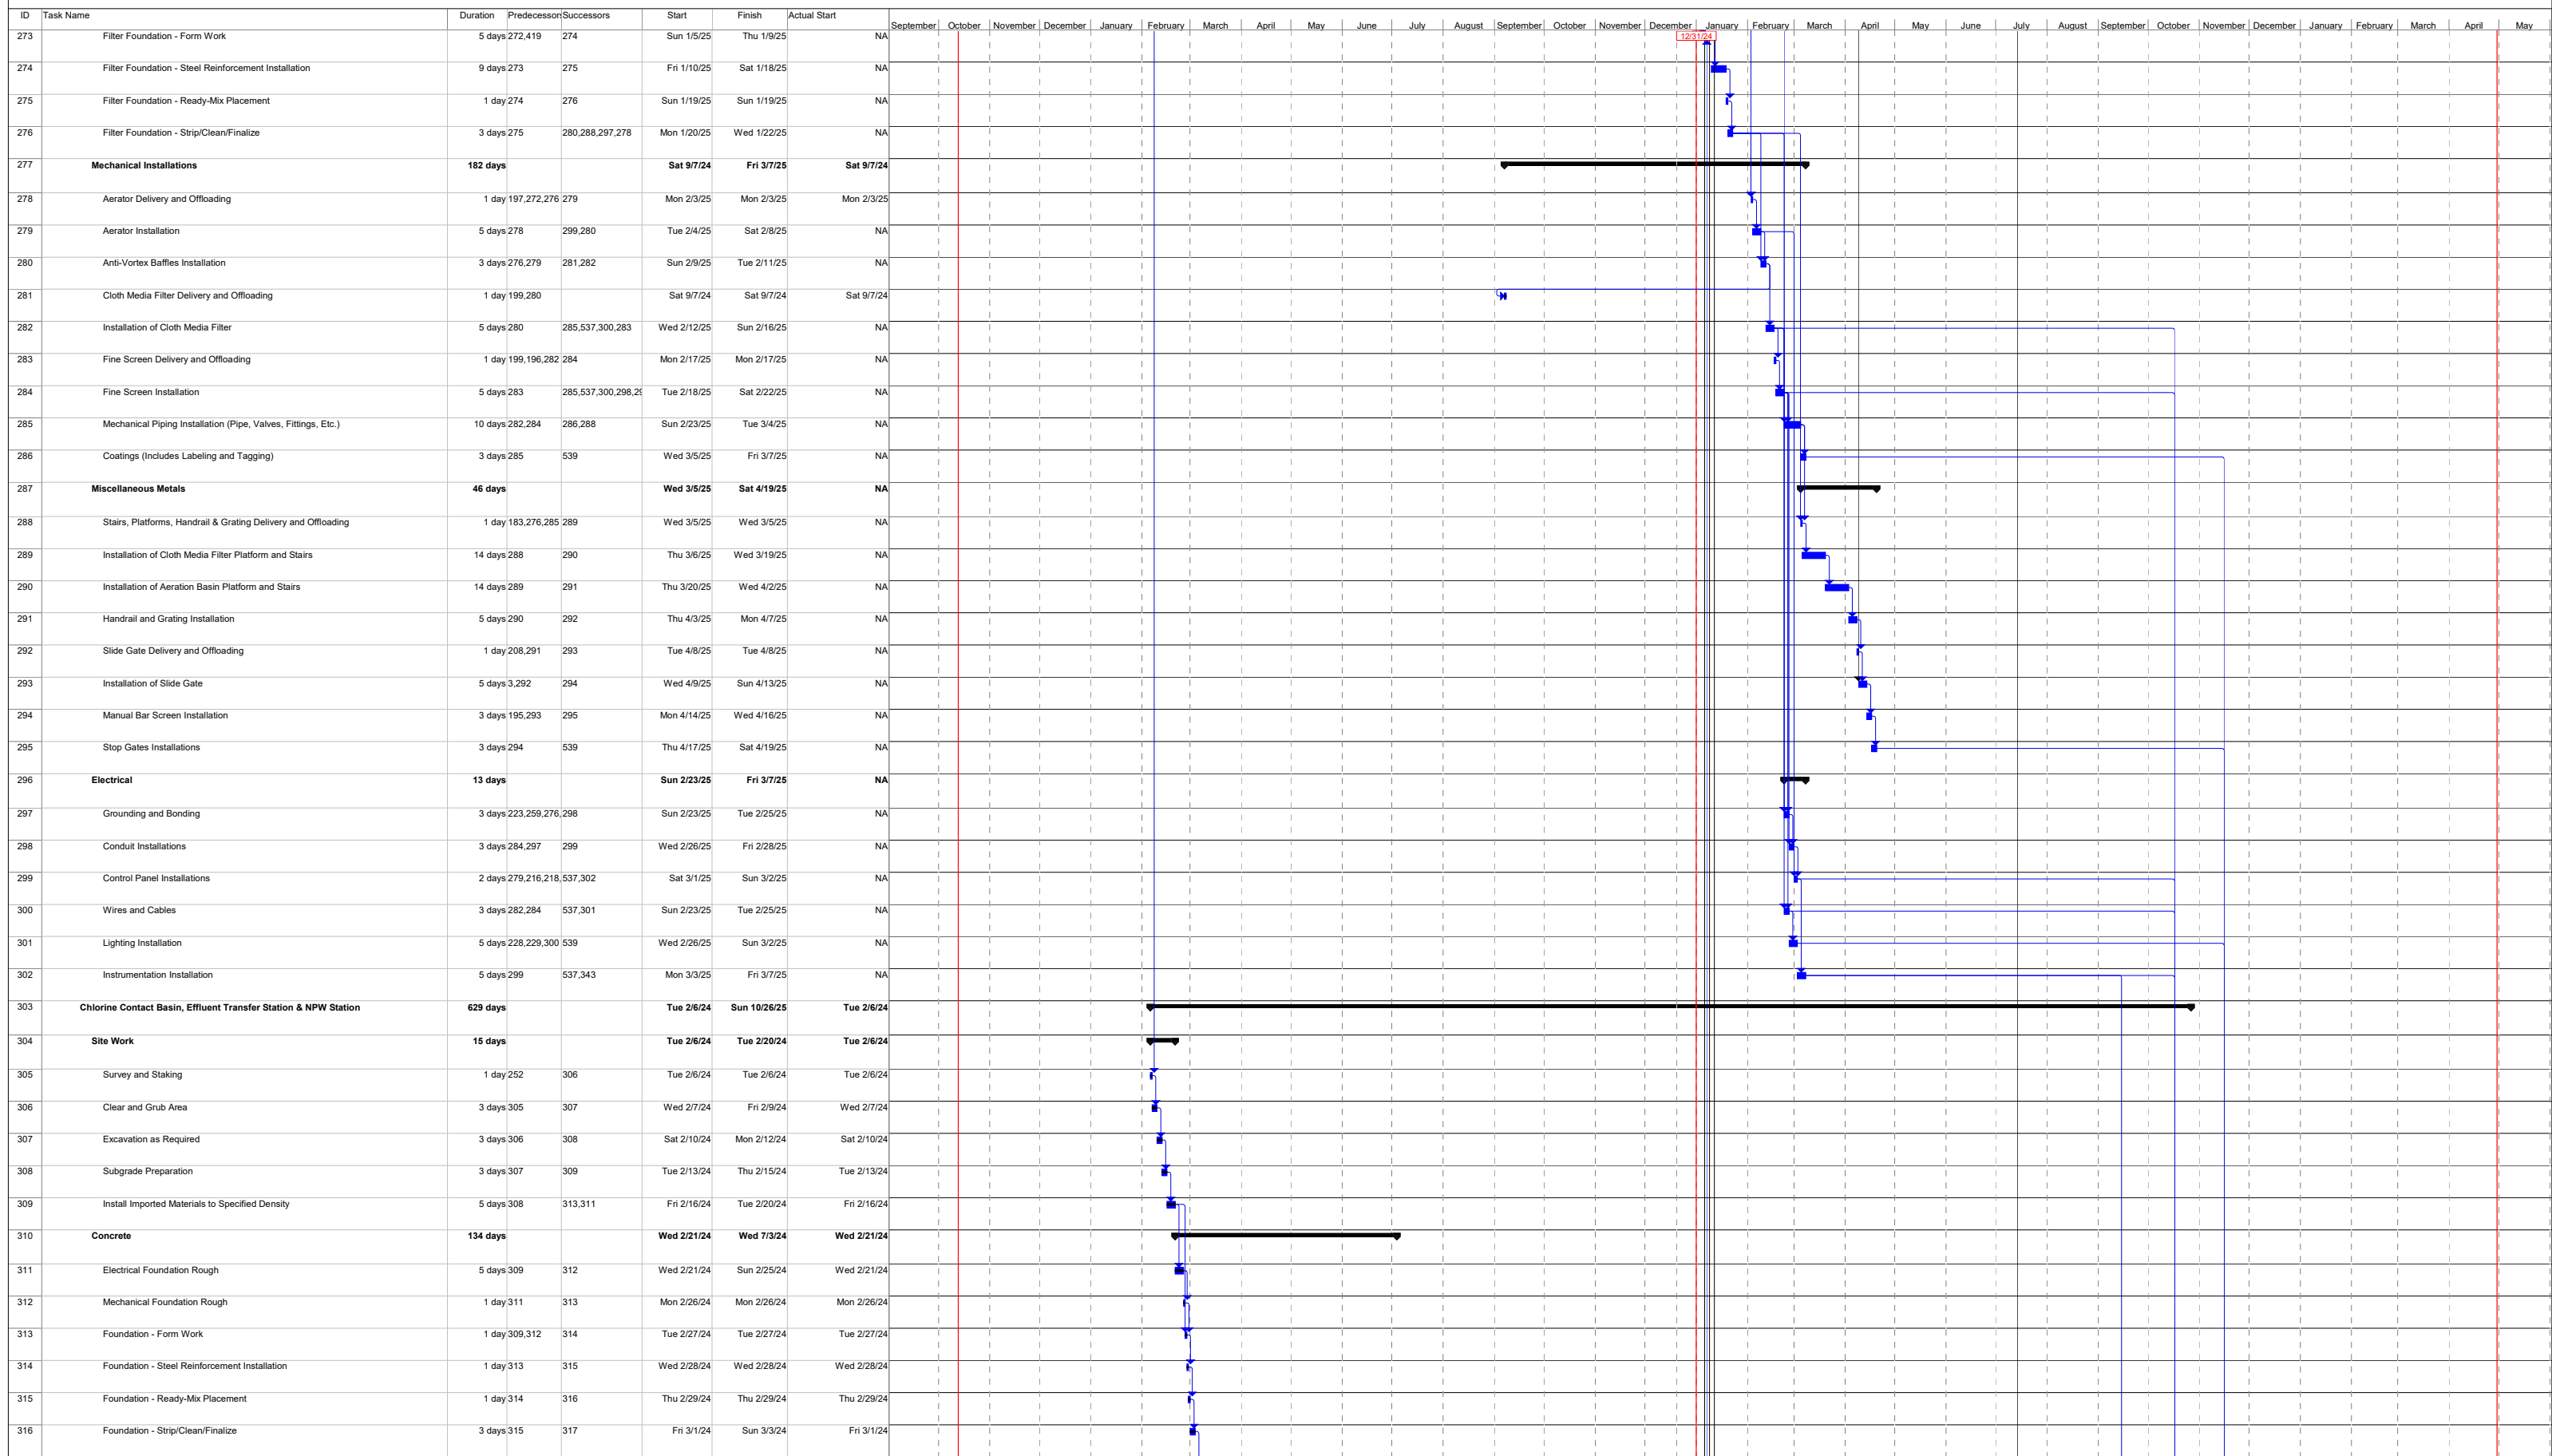 ID Task Name Duration Predecessors Successors Start Finish Actual Start
September October November December January February March April May June July August September October November December January February March April May June July August September October November December January February March April May
12/31/24
273 Filter Foundation - Form Work 5 days 272,419 274 Sun 1/5/25 Thu 1/9/25 NA
274 Filter Foundation - Steel Reinforcement Installation 9 days 273 275 Fri 1/10/25 Sat 1/18/25 NA
275 Filter Foundation - Ready-Mix Placement 1 day 274 276 Sun 1/19/25 Sun 1/19/25 NA
276 Filter Foundation - Strip/Clean/Finalize 3 days 275 280,288,297,278 Mon 1/20/25 Wed 1/22/25 NA
277 Mechanical Installations 182 days Sat 9/7/24 Fri 3/7/25 Sat 9/7/24
278 Aerator Delivery and Offloading 1 day 197,272,276 279 Mon 2/3/25 Mon 2/3/25 Mon 2/3/25
279 Aerator Installation 5 days 278 299,280 Tue 2/4/25 Sat 2/8/25 NA
280 Anti-Vortex Baffles Installation 3 days 276,279 281,282 Sun 2/9/25 Tue 2/11/25 NA
281 Cloth Media Filter Delivery and Offloading 1 day 199,280 Sat 9/7/24 Sat 9/7/24 Sat 9/7/24
282 Installation of Cloth Media Filter 5 days 280 285,537,300,283 Wed 2/12/25 Sun 2/16/25 NA
283 Fine Screen Delivery and Offloading 1 day 199,196,282 284 Mon 2/17/25 Mon 2/17/25 NA
284 Fine Screen Installation 5 days 283 285,537,300,298,29 Tue 2/18/25 Sat 2/22/25 NA
285 Mechanical Piping Installation (Pipe, Valves, Fittings, Etc.) 10 days 282,284 286,288 Sun 2/23/25 Tue 3/4/25 NA
286 Coatings (Includes Labeling and Tagging) 3 days 285 539 Wed 3/5/25 Fri 3/7/25 NA
287 Miscellaneous Metals 46 days Wed 3/5/25 Sat 4/19/25 NA
288 Stairs, Platforms, Handrail & Grating Delivery and Offloading 1 day 183,276,285 289 Wed 3/5/25 Wed 3/5/25 NA
289 Installation of Cloth Media Filter Platform and Stairs 14 days 288 290 Thu 3/6/25 Wed 3/19/25 NA
290 Installation of Aeration Basin Platform and Stairs 14 days 289 291 Thu 3/20/25 Wed 4/2/25 NA
291 Handrail and Grating Installation 5 days 290 292 Thu 4/3/25 Mon 4/7/25 NA
292 Slide Gate Delivery and Offloading 1 day 208,291 293 Tue 4/8/25 Tue 4/8/25 NA
293 Installation of Slide Gate 5 days 3,292 294 Wed 4/9/25 Sun 4/13/25 NA
294 Manual Bar Screen Installation 3 days 195,293 295 Mon 4/14/25 Wed 4/16/25 NA
295 Stop Gates Installations 3 days 294 539 Thu 4/17/25 Sat 4/19/25 NA
296 Electrical 13 days Sun 2/23/25 Fri 3/7/25 NA
297 Grounding and Bonding 3 days 223,259,276, 298 Sun 2/23/25 Tue 2/25/25 NA
298 Conduit Installations 3 days 284,297 299 Wed 2/26/25 Fri 2/28/25 NA
299 Control Panel Installations 2 days 279,216,218, 537,302 Sat 3/1/25 Sun 3/2/25 NA
300 Wires and Cables 3 days 282,284 537,301 Sun 2/23/25 Tue 2/25/25 NA
301 Lighting Installation 5 days 228,229,300 539 Wed 2/26/25 Sun 3/2/25 NA
302 Instrumentation Installation 5 days 299 537,343 Mon 3/3/25 Fri 3/7/25 NA
303 Chlorine Contact Basin, Effluent Transfer Station & NPW Station 629 days Tue 2/6/24 Sun 10/26/25 Tue 2/6/24
304 Site Work 15 days Tue 2/6/24 Tue 2/20/24 Tue 2/6/24
305 Survey and Staking 1 day 252 306 Tue 2/6/24 Tue 2/6/24 Tue 2/6/24
306 Clear and Grub Area 3 days 305 307 Wed 2/7/24 Fri 2/9/24 Wed 2/7/24
307 Excavation as Required 3 days 306 308 Sat 2/10/24 Mon 2/12/24 Sat 2/10/24
308 Subgrade Preparation 3 days 307 309 Tue 2/13/24 Thu 2/15/24 Tue 2/13/24
309 Install Imported Materials to Specified Density 5 days 308 313,311 Fri 2/16/24 Tue 2/20/24 Fri 2/16/24
310 Concrete 134 days Wed 2/21/24 Wed 7/3/24 Wed 2/21/24
311 Electrical Foundation Rough 5 days 309 312 Wed 2/21/24 Sun 2/25/24 Wed 2/21/24
312 Mechanical Foundation Rough 1 day 311 313 Mon 2/26/24 Mon 2/26/24 Mon 2/26/24
313 Foundation - Form Work 1 day 309,312 314 Tue 2/27/24 Tue 2/27/24 Tue 2/27/24
314 Foundation - Steel Reinforcement Installation 1 day 313 315 Wed 2/28/24 Wed 2/28/24 Wed 2/28/24
315 Foundation - Ready-Mix Placement 1 day 314 316 Thu 2/29/24 Thu 2/29/24 Thu 2/29/24
316 Foundation - Strip/Clean/Finalize 3 days 315 317 Fri 3/1/24 Sun 3/3/24 Fri 3/1/24